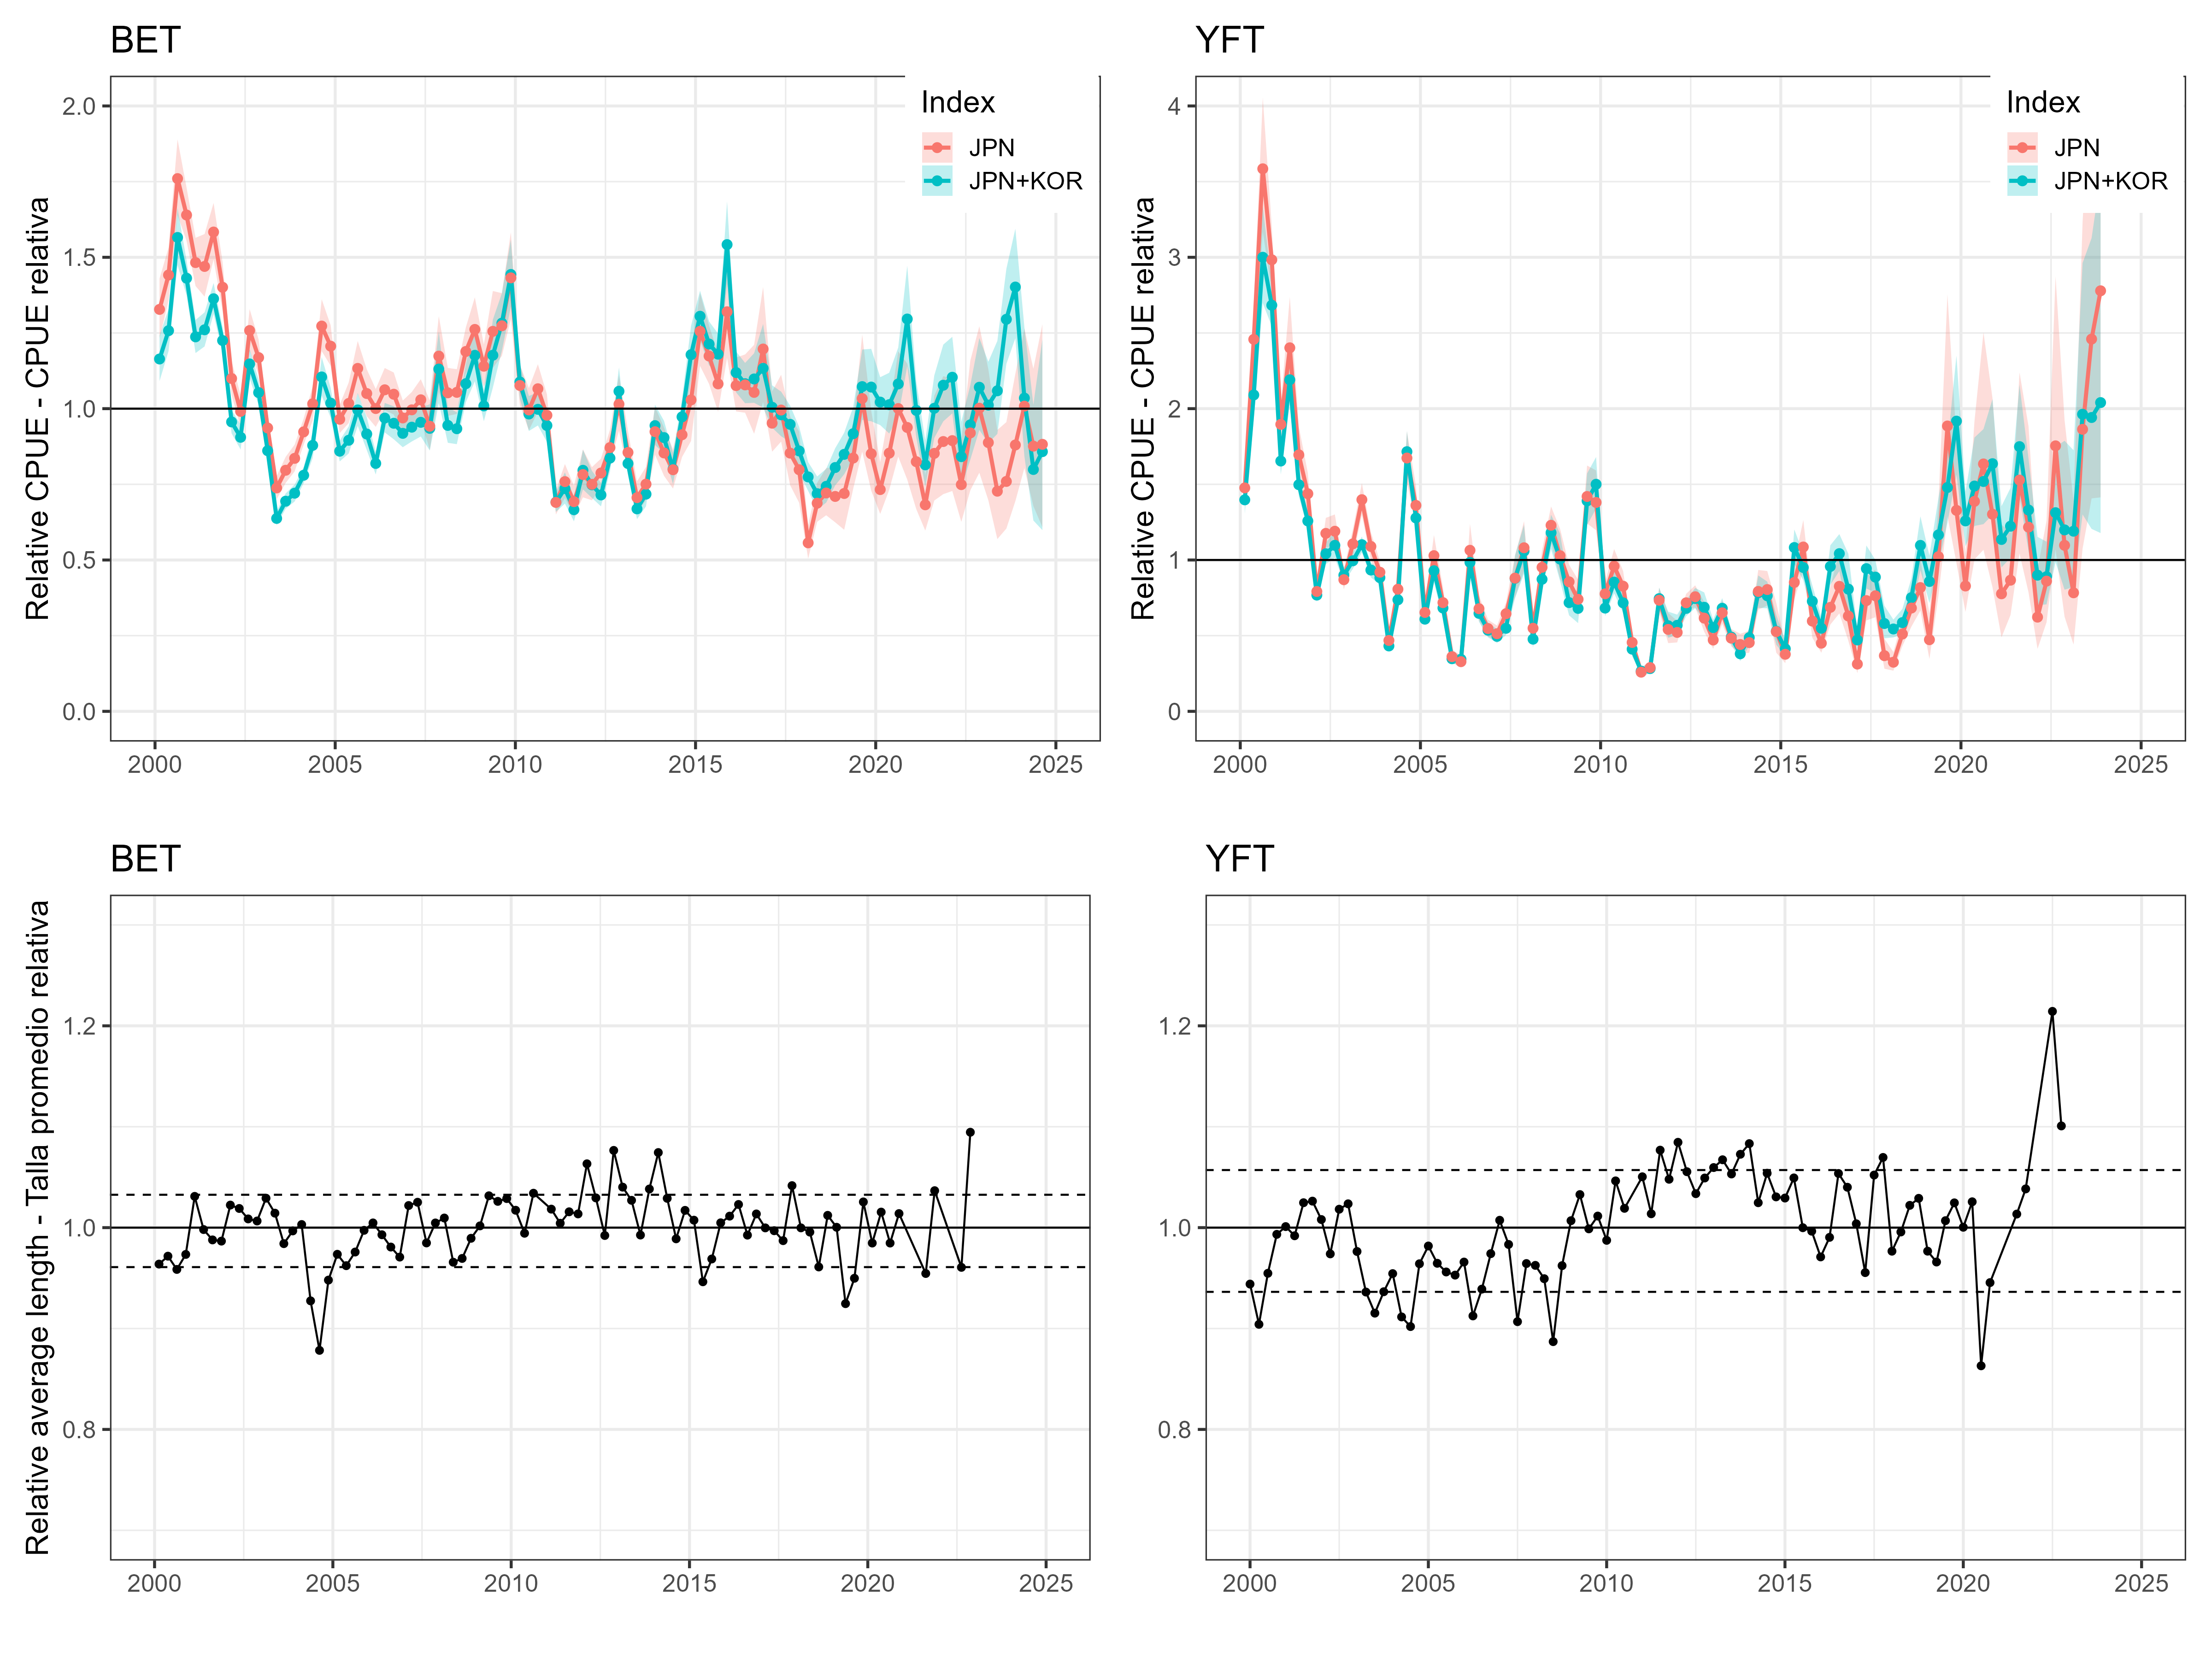 BET
YFT
Relative CPUE - CPUE relativa
2.0
1.5
1.0
0.5
0.0
Index
JPN
JPN+KOR
2000 2005 2010 2015 2020 2025
Relative CPUE - CPUE relativa
4
3
2
1
0
Index
JPN
JPN+KOR
2000 2005 2010 2015 2020 2025
BET
YFT
Relative average length - Talla promedio relativa
1.2
1.0
0.8
2000 2005 2010 2015 2020 2025
1.2
1.0
0.8
2000 2005 2010 2015 2020 2025